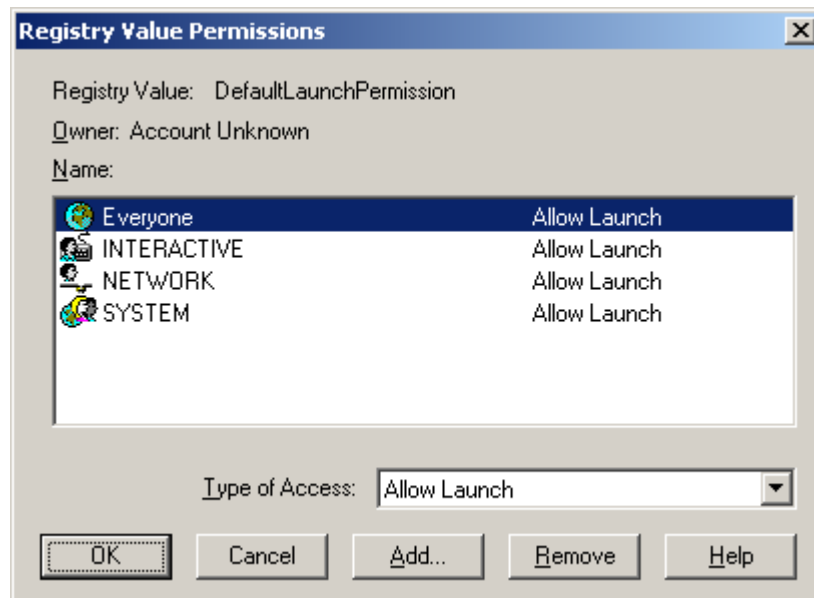 Registry Value Permissions
Registry Value: DefaultLaunchPermission
Owner: Account Unknown
Name:
Everyone Allow Launch
INTERACTIVE Allow Launch
NETWORK Allow Launch
SYSTEM Allow Launch
Type of Access: Allow Launch
OK Cancel Add... Remove Help